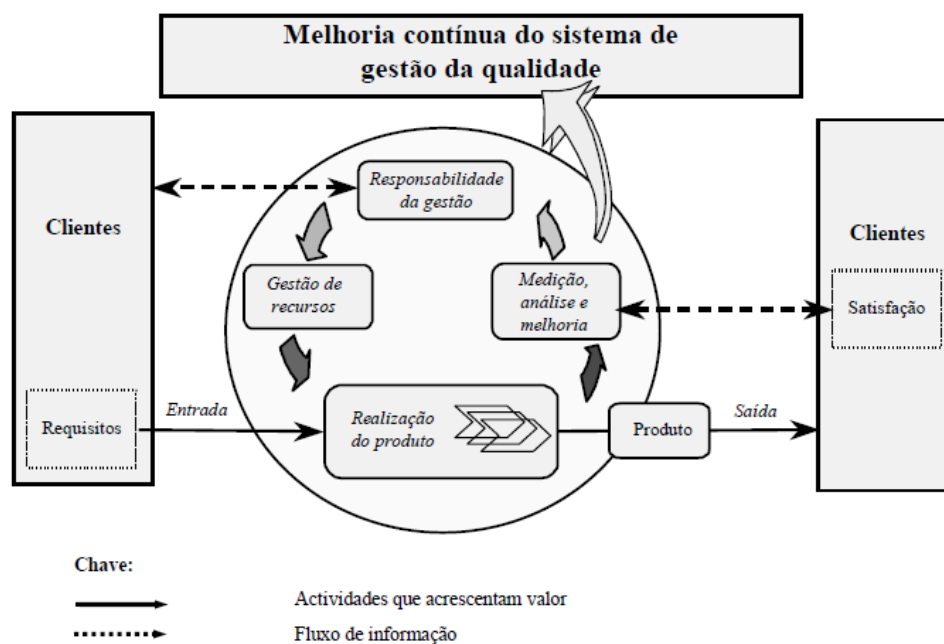 Melhoria contínua do sistema de
gestão da qualidade
Clientes
Requisitos
Entrada
Responsabilidade
da gestão
Gestão de
recursos
Medição,
análise e
melhoria
Realização
do produto
Produto
Saída
Clientes
Satisfação
Chave:
Actividades que acrescentam valor
Fluxo de informação